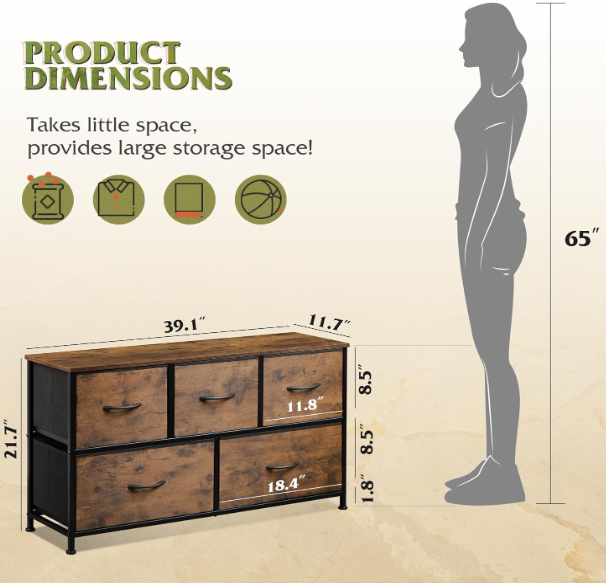 PRODUCT
DIMENSIONS
Takes little space,
provides large storage space!
65"
39.1"
11.7"
21.7"
11.8"
8.5"
18.4"
8.5"
1.8"